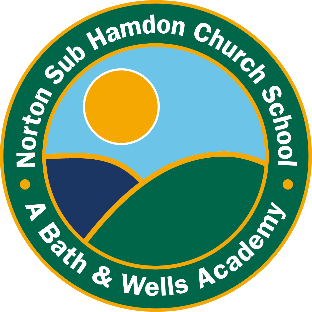 Norton Sub Hamdon Church School
A Bath & Wells Academy